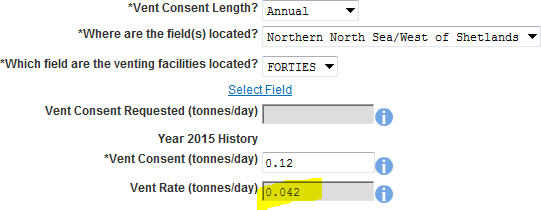 *Vent Consent Length? Annual
*Where are the field(s) located? Northern North Sea/West of Shetlands
*Which field are the venting facilities located? FORTIES
Select Field
Vent Consent Requested (tonnes/day)
Year 2015 History
*Vent Consent (tonnes/day) 0.12
Vent Rate (tonnes/day) 0.042